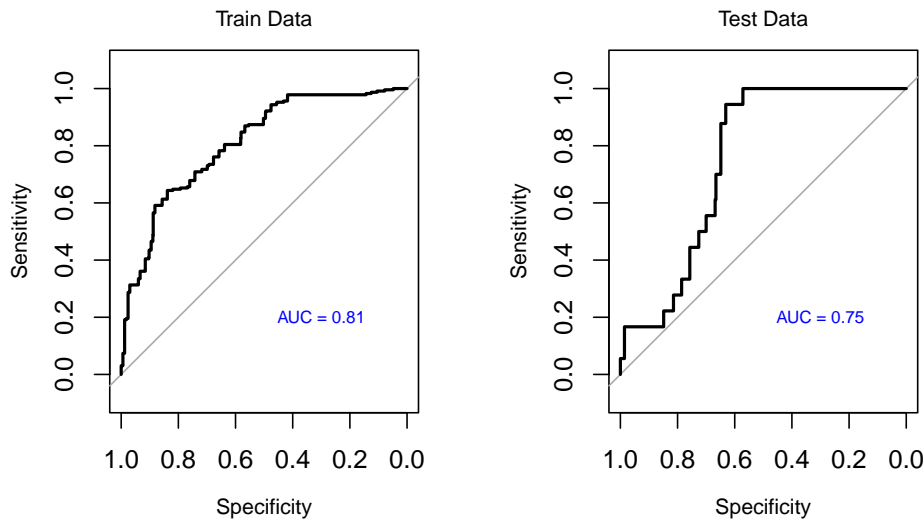 Train Data
Sensitivity
0.0 0.2 0.4 0.6 0.8 1.0
AUC = 0.81
1.0 0.8 0.6 0.4 0.2 0.0
Specificity
Test Data
Sensitivity
0.0 0.2 0.4 0.6 0.8 1.0
AUC = 0.75
1.0 0.8 0.6 0.4 0.2 0.0
Specificity